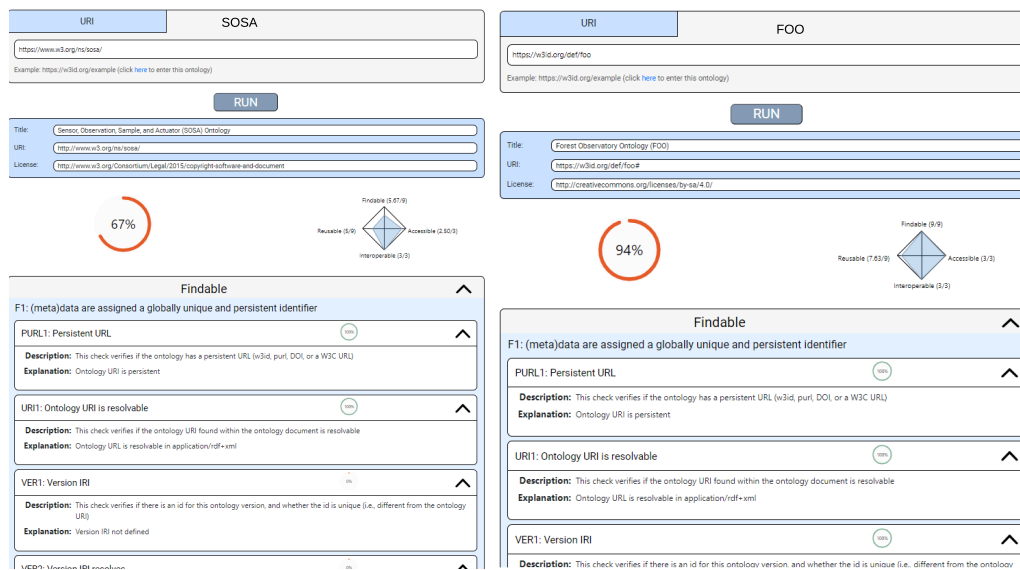 URI
SOSA
https://www.w3.org/ns/sosa/
Example: https://w3id.org/example (click here to enter this ontology)
RUN
Title: Sensor, Observation, Sample, and Actuator (SOSA) Ontology
URI: http://www.w3.org/ns/sosa/
License: http://www.w3.org/Consortium/Legal/2015/copyright-software-and-document
67%
Findable (5.67/9)
Reusable (5/9)
Accessible (2.50/3)
Interoperable (3/3)
Findable
F1: (meta)data are assigned a globally unique and persistent identifier
PURL1: Persistent URL
100%
Description: This check verifies if the ontology has a persistent URL (w3id, purl, DOI, or a W3C URL)
Explanation: Ontology URI is persistent
URI1: Ontology URI is resolvable
100%
Description: This check verifies if the ontology URI found within the ontology document is resolvable
Explanation: Ontology URL is resolvable in application/rdf+xml
VER1: Version IRI
0%
Description: This check verifies if there is an id for this ontology version, and whether the id is unique (i.e., different from the ontology
URI)
Explanation: Version IRI not defined
VER2: Version IRI resolves
0%
URI
FOO
https://w3id.org/def/foo
Example: https://w3id.org/example (click here to enter this ontology)
RUN
Title: Forest Observatory Ontology (FOO)
URI: https://w3id.org/def/foo#
License: http://creativecommons.org/licenses/by-sa/4.0/
94%
Findable (9/9)
Reusable (7.63/9)
Accessible (3/3)
Interoperable (3/3)
Findable
F1: (meta)data are assigned a globally unique and persistent identifier
PURL1: Persistent URL
100%
Description: This check verifies if the ontology has a persistent URL (w3id, purl, DOI, or a W3C URL)
Explanation: Ontology URI is persistent
URI1: Ontology URI is resolvable
100%
Description: This check verifies if the ontology URI found within the ontology document is resolvable
Explanation: Ontology URL is resolvable in application/rdf+xml
VER1: Version IRI
100%
Description: This check verifies if there is an id for this ontology version, and whether the id is unique (i.e., different from the ontology